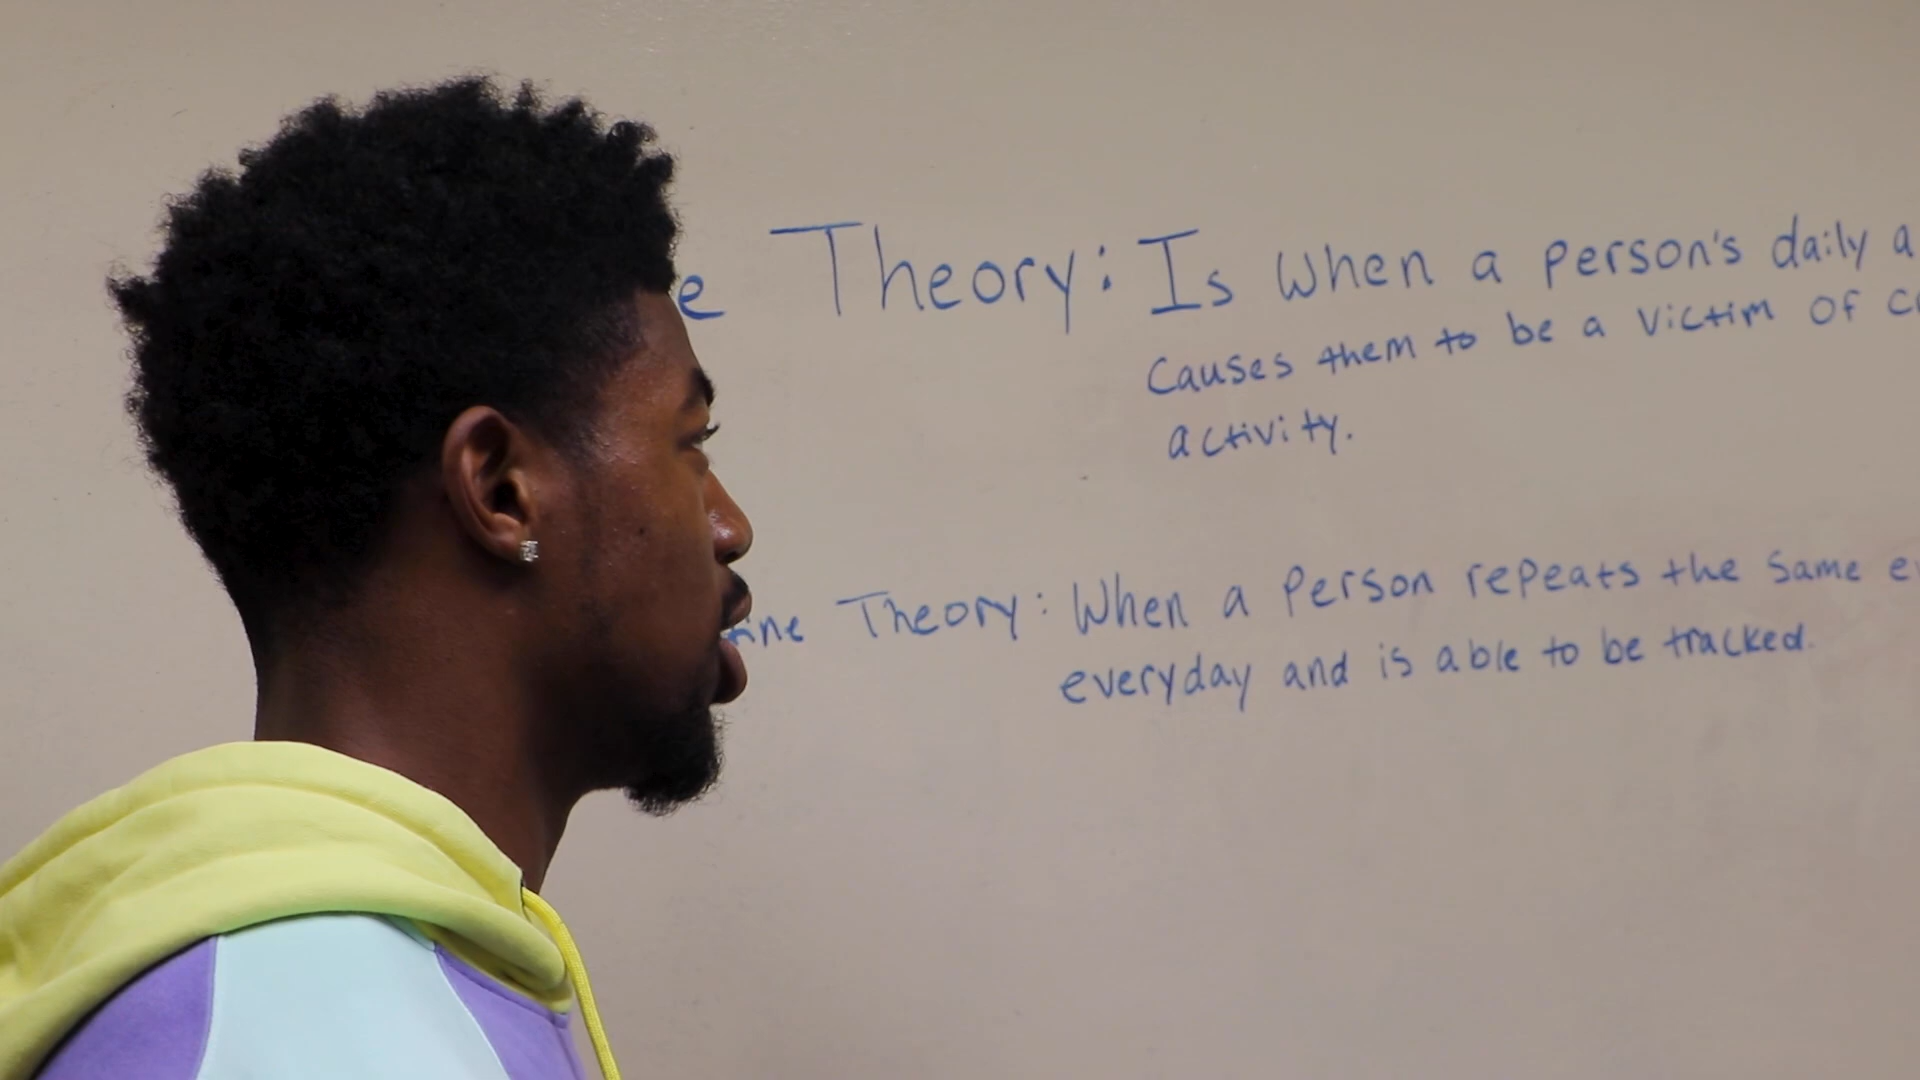 Theory: Is when a person's daily
Causes them to be a victim of
activity.
Theory: When a Person repeats the same
everyday and is able to be tracked.